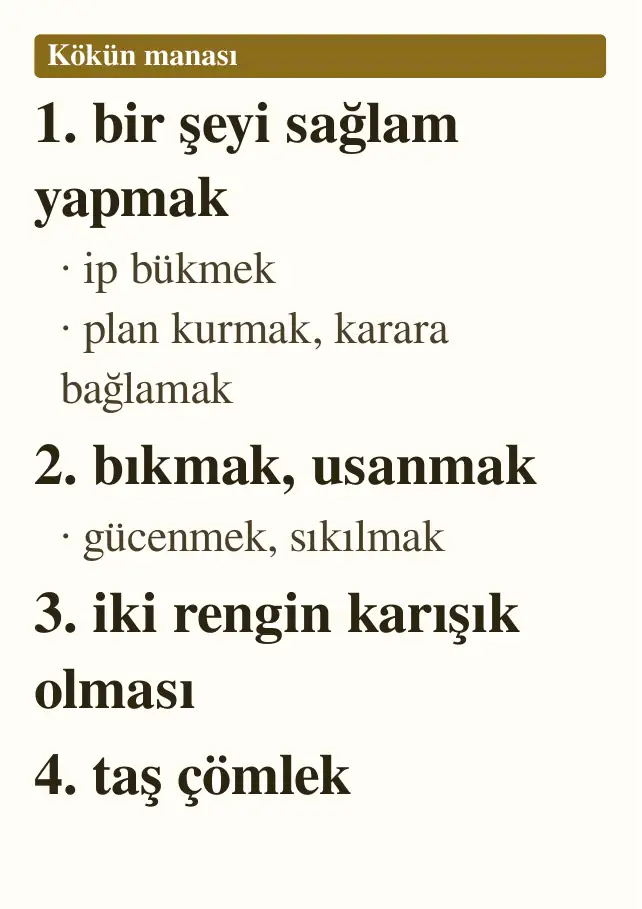 Kökün manası
1. bir şeyi sağlam
yapmak
· ip bükmek
· plan kurmak, karara
bağlamak
2. bıkmak, usanmak
· gücenmek, sıkılmak
3. iki rengin karışık
olması
4. taş çömlek